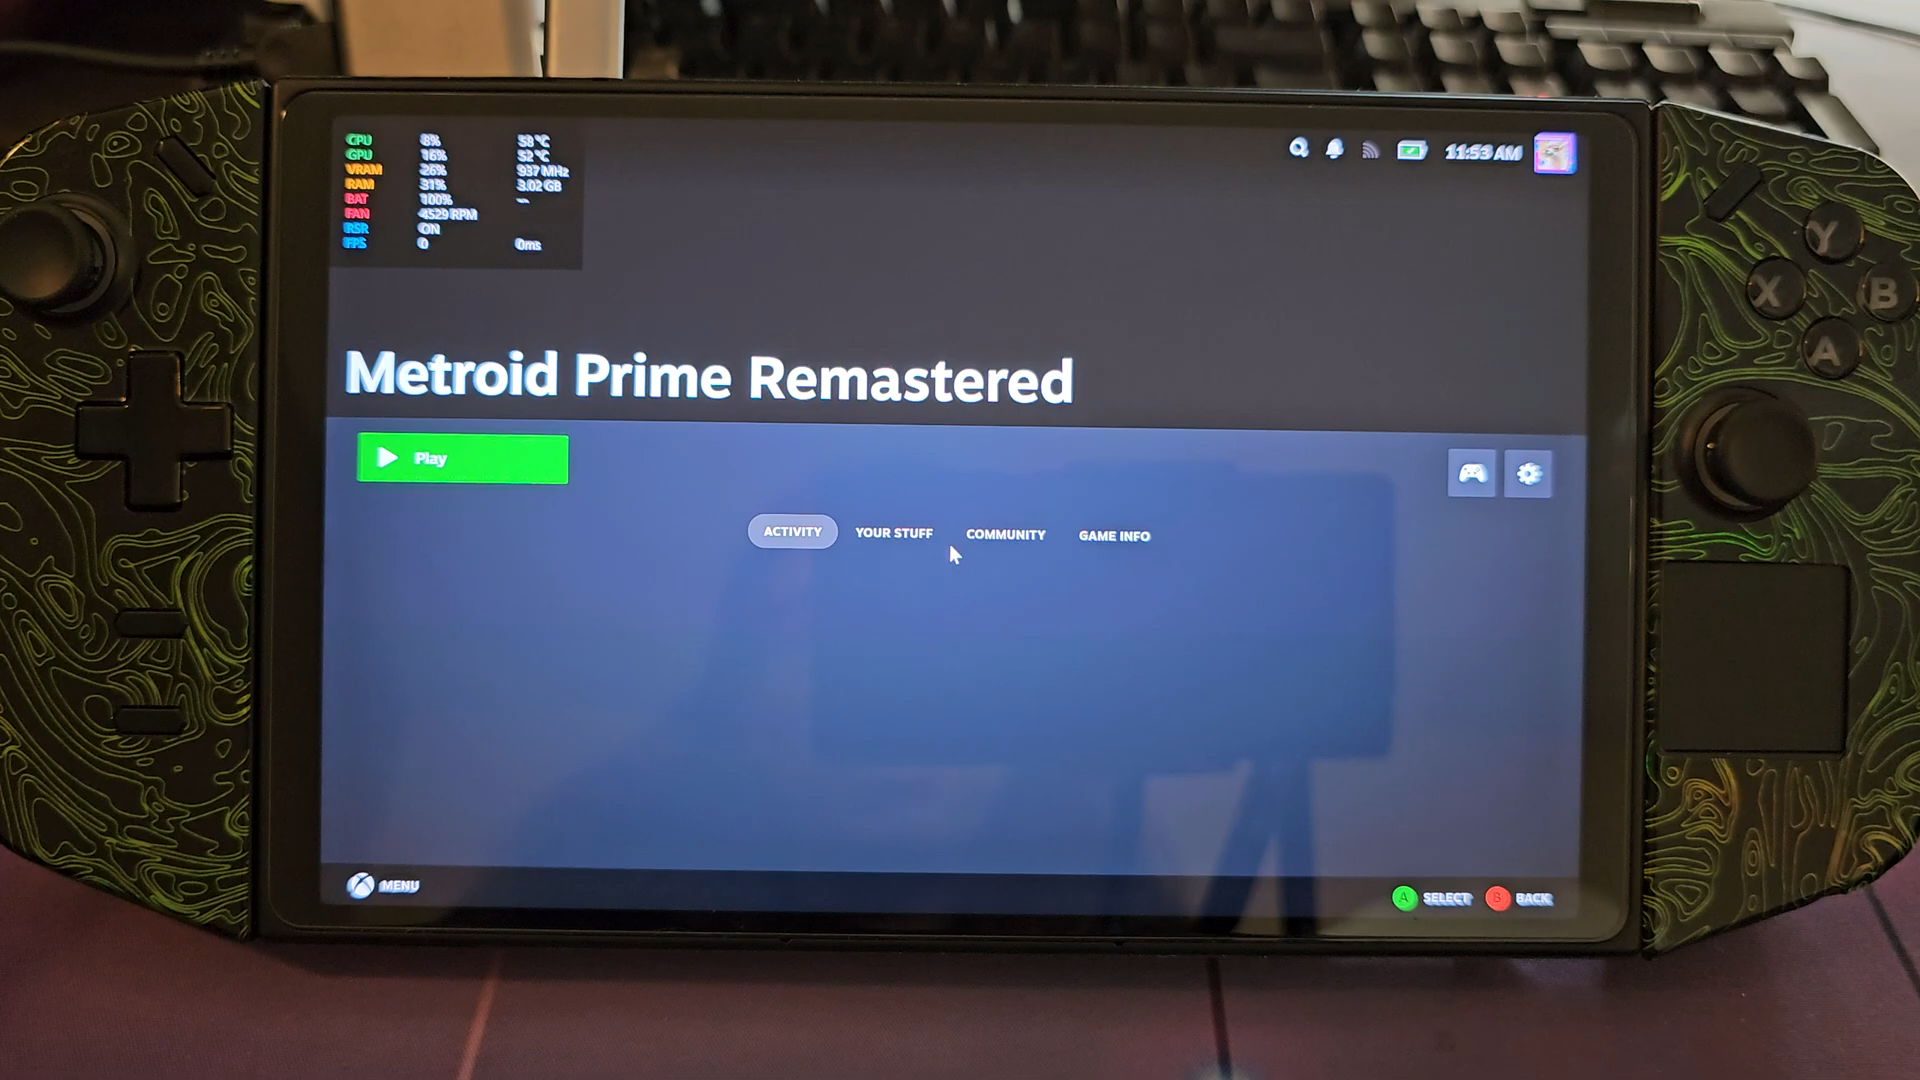 CPU 8% 58 °C
GPU 16% 52 °C
VRAM 26% 937 MHz
RAM 31% 3.02 GB
BAT 100%
FAN 4529 RPM
RSR ON
FPS 0 0ms
11:53 AM
Metroid Prime Remastered
Play
ACTIVITY YOUR STUFF COMMUNITY GAME INFO
MENU
A SELECT B BACK
Y
X B
A